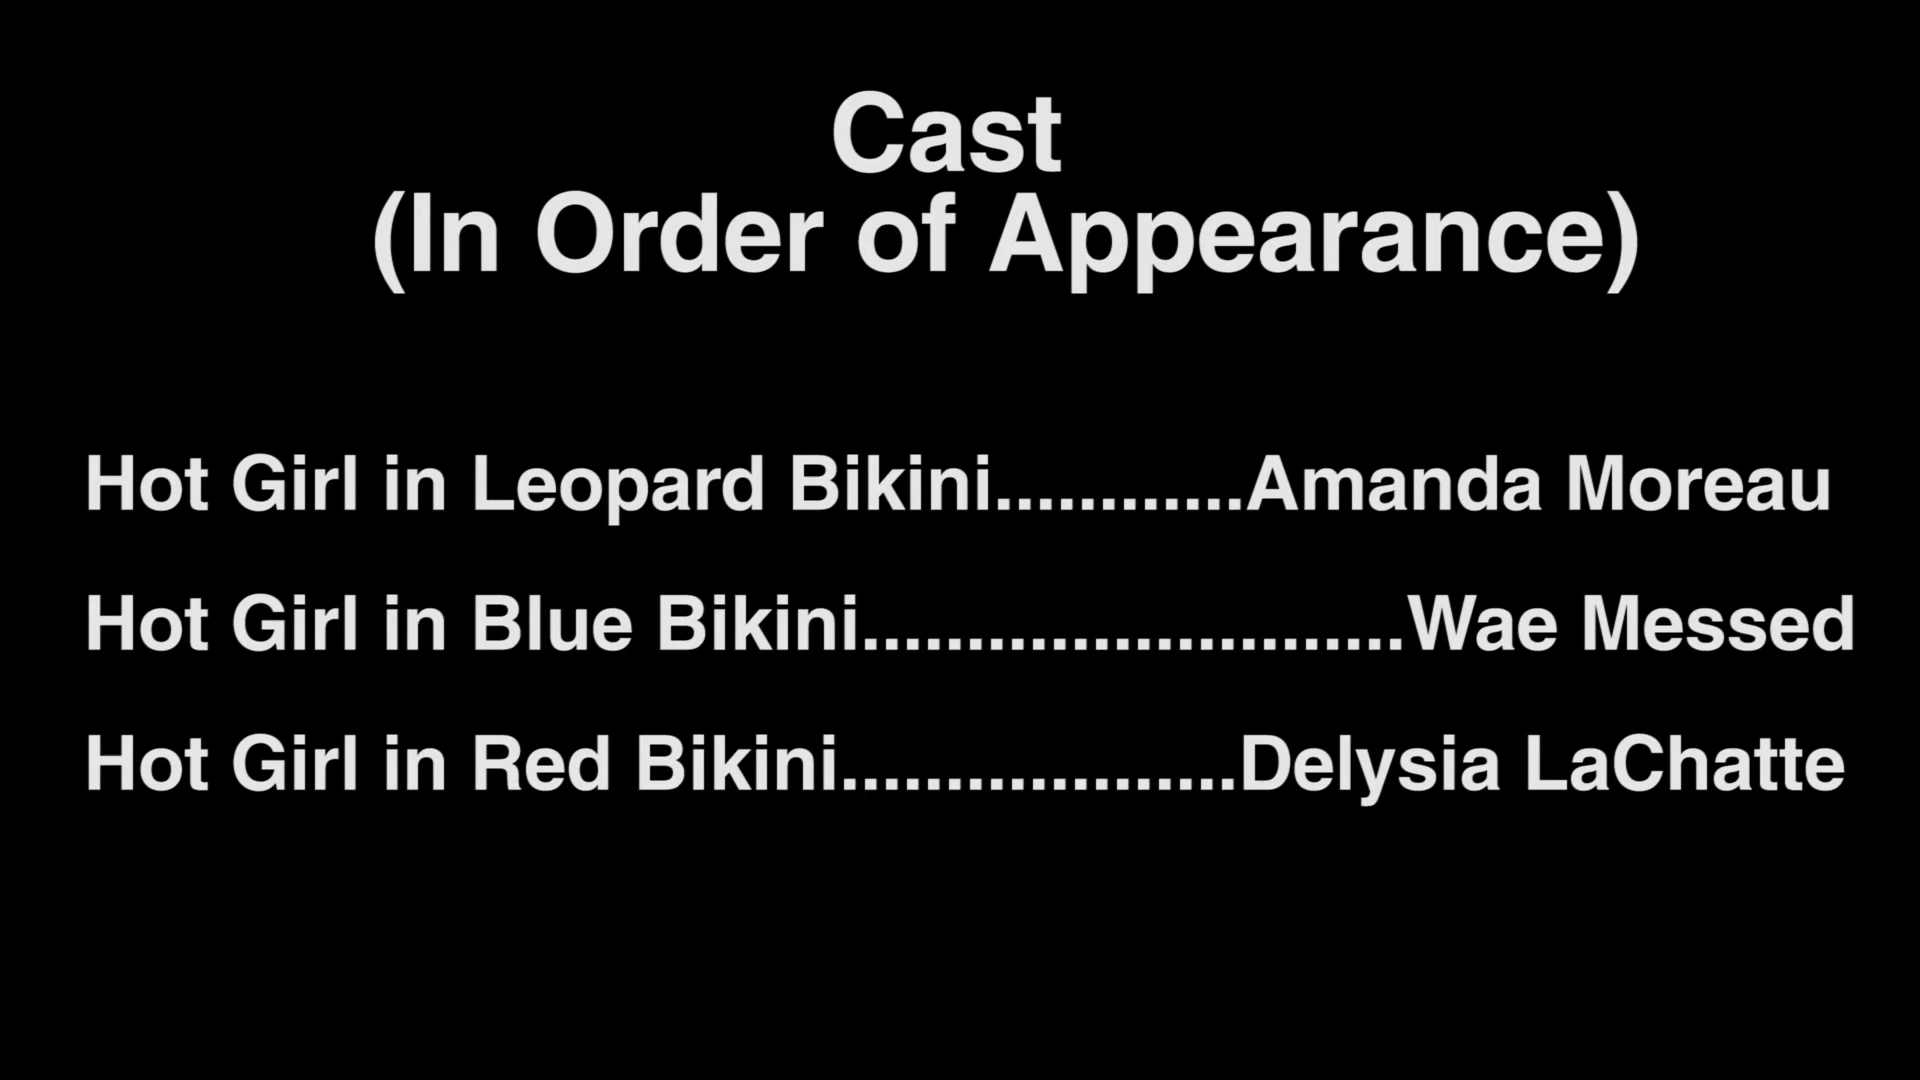 Cast
(In Order of Appearance)
Hot Girl in Leopard Bikini............Amanda Moreau
Hot Girl in Blue Bikini..........................Wae Messed
Hot Girl in Red Bikini...................Delysia LaChatte